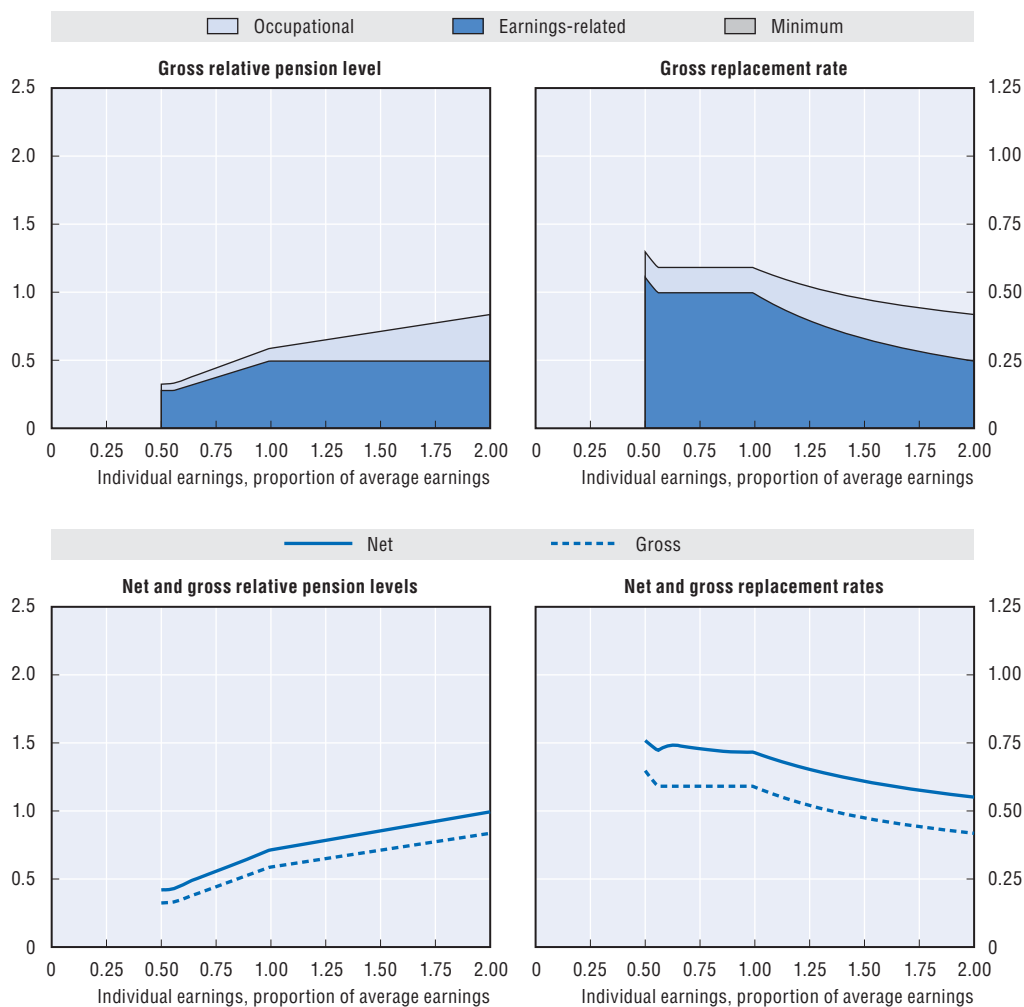 Occupational Earnings-related Minimum
Gross relative pension level
2.5
2.0
1.5
1.0
0.5
0
0 0.25 0.50 0.75 1.00 1.25 1.50 1.75 2.00
Individual earnings, proportion of average earnings
Gross replacement rate
1.25
1.00
0.75
0.50
0.25
0
0 0.25 0.50 0.75 1.00 1.25 1.50 1.75 2.00
Individual earnings, proportion of average earnings
Net Gross
Net and gross relative pension levels
2.5
2.0
1.5
1.0
0.5
0
0 0.25 0.50 0.75 1.00 1.25 1.50 1.75 2.00
Individual earnings, proportion of average earnings
Net and gross replacement rates
1.25
1.00
0.75
0.50
0.25
0
0 0.25 0.50 0.75 1.00 1.25 1.50 1.75 2.00
Individual earnings, proportion of average earnings